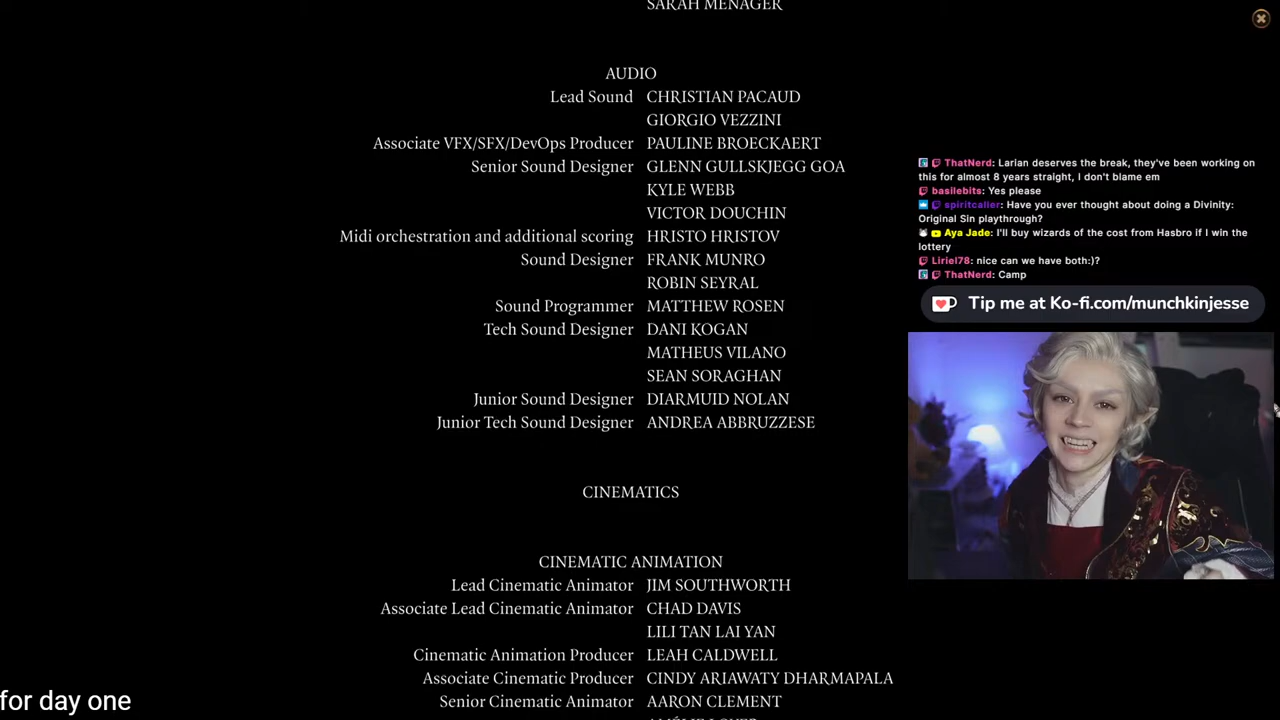 SARAH MENAGER
AUDIO
Lead Sound CHRISTIAN PACAUD
GIORGIO VEZZINI
Associate VFX/SFX/DevOps Producer PAULINE BROECKAERT
Senior Sound Designer GLENN GULLSKJEGG GOA
KYLE WEBB
VICTOR DOUCHIN
Midi orchestration and additional scoring HRISTO HRISTOV
Sound Designer FRANK MUNRO
ROBIN SEYRAL
Sound Programmer MATTHEW ROSEN
Tech Sound Designer DANI KOGAN
MATHEUS VILANO
SEAN SORAGHAN
Junior Sound Designer DIARMUID NOLAN
Junior Tech Sound Designer ANDREA ABBRUZZESE
CINEMATICS
CINEMATIC ANIMATION
Lead Cinematic Animator JIM SOUTHWORTH
Associate Lead Cinematic Animator CHAD DAVIS
LILI TAN LAI YAN
Cinematic Animation Producer LEAH CALDWELL
Associate Cinematic Producer CINDY ARIAWATY DHARMAPALA
Senior Cinematic Animator AARON CLEMENT
ThatNerd: Larian deserves the break, they've been working on
this for almost 8 years straight, I don't blame em
basilebits: Yes please
spiritcaller: Have you ever thought about doing a Divinity:
Original Sin playthrough?
Aya Jade: I'll buy wizards of the cost from Hasbro if I win the
lottery
Liriel78: nice can we have both:)?
ThatNerd: Camp
Tip me at Ko-fi.com/munchkinjesse
for day one